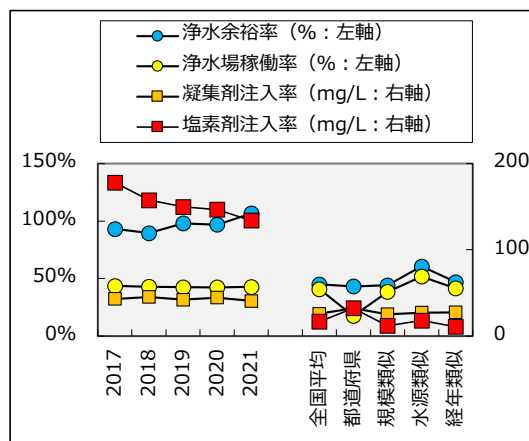 浄水余裕率（%：左軸）
浄水場稼働率（%：左軸）
凝集剤注入率（mg/L：右軸）
塩素剤注入率（mg/L：右軸）
150%
100%
50%
0%
200
100
0
2017
2018
2019
2020
2021
全国平均
都道府県
規模類似
水源類似
経年類似